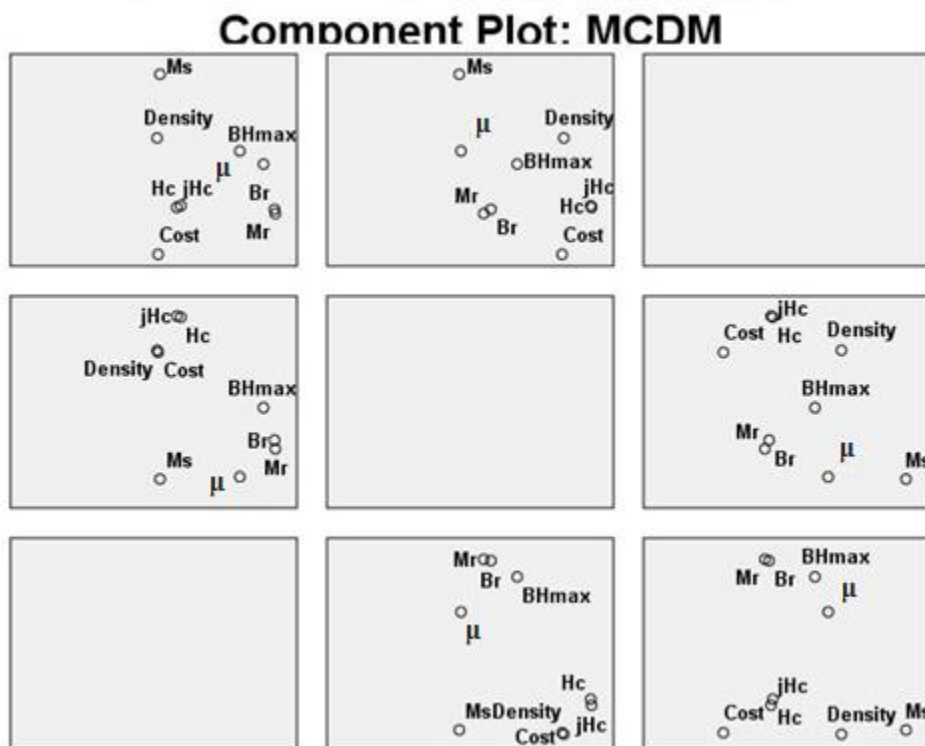 Component Plot: MCDM
Ms
Density
BHmax
μ
Hc jHc
Br
Cost
Mr
Ms
μ
Density
BHmax
jHc
Mr
Hc
Br
Cost
jHc
Hc
Density Cost
BHmax
Br
Mr
Ms
μ
jHc
Cost Hc Density
BHmax
Mr
μ
Br
Ms
Mr
Br
BHmax
μ
Hc
MsDensity
jHc
Cost
BHmax
Mr Br
μ
jHc
Cost Hc Density Ms